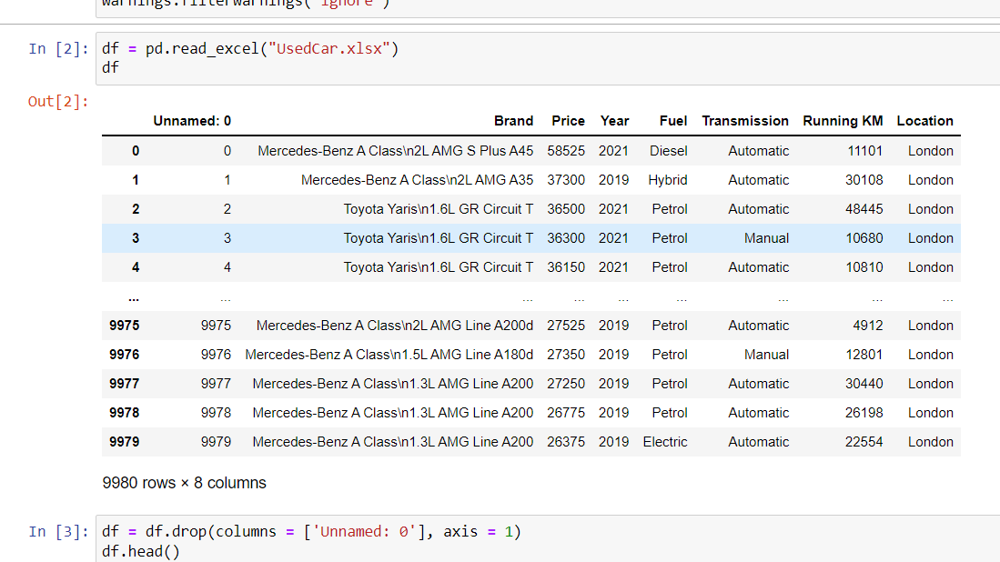 warnings.filterwarnings('ignore')
In [2]: df = pd.read_excel("UsedCar.xlsx")
df
Out[2]:
Unnamed: 0 Brand Price Year Fuel Transmission Running KM Location
0 0 Mercedes-Benz A Class\n2L AMG S Plus A45 58525 2021 Diesel Automatic 11101 London
1 1 Mercedes-Benz A Class\n2L AMG A35 37300 2019 Hybrid Automatic 30108 London
2 2 Toyota Yaris\n1.6L GR Circuit T 36500 2021 Petrol Automatic 48445 London
3 3 Toyota Yaris\n1.6L GR Circuit T 36300 2021 Petrol Manual 10680 London
4 4 Toyota Yaris\n1.6L GR Circuit T 36150 2021 Petrol Automatic 10810 London
... ... ... ... ... ... ... ... ...
9975 9975 Mercedes-Benz A Class\n2L AMG Line A200d 27525 2019 Petrol Automatic 4912 London
9976 9976 Mercedes-Benz A Class\n1.5L AMG Line A180d 27350 2019 Petrol Manual 12801 London
9977 9977 Mercedes-Benz A Class\n1.3L AMG Line A200 27250 2019 Petrol Automatic 30440 London
9978 9978 Mercedes-Benz A Class\n1.3L AMG Line A200 26775 2019 Petrol Automatic 26198 London
9979 9979 Mercedes-Benz A Class\n1.3L AMG Line A200 26375 2019 Electric Automatic 22554 London
9980 rows × 8 columns
In [3]: df = df.drop(columns = ['Unnamed: 0'], axis = 1)
df.head()